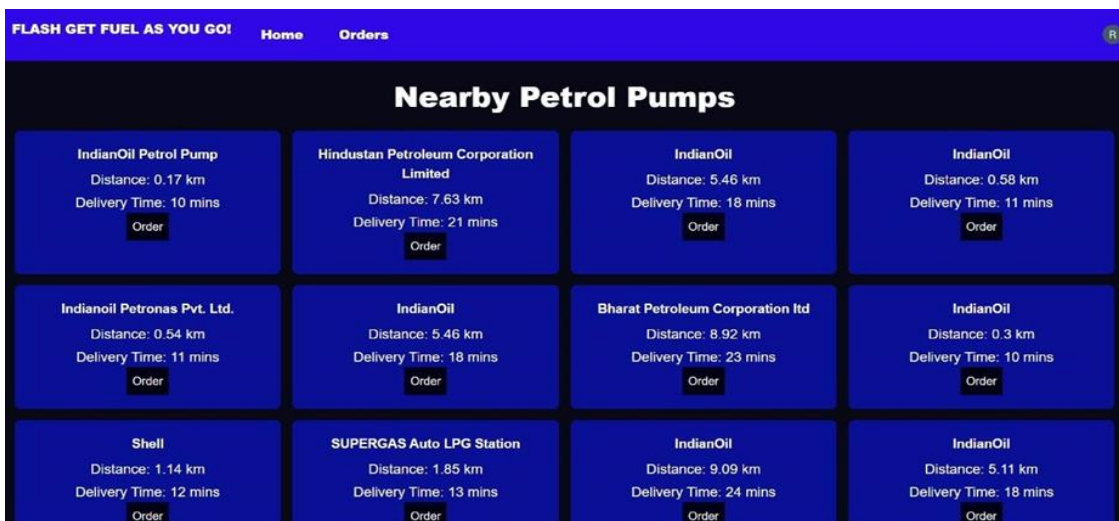 FLASH GET FUEL AS YOU GO!
Home
Orders
R
Nearby Petrol Pumps
IndianOil Petrol Pump
Distance: 0.17 km
Delivery Time: 10 mins
Order
Hindustan Petroleum Corporation
Limited
Distance: 7.63 km
Delivery Time: 21 mins
Order
IndianOil
Distance: 5.46 km
Delivery Time: 18 mins
Order
IndianOil
Distance: 0.58 km
Delivery Time: 11 mins
Order
Indianoil Petronas Pvt. Ltd.
Distance: 0.54 km
Delivery Time: 11 mins
Order
IndianOil
Distance: 5.46 km
Delivery Time: 18 mins
Order
Bharat Petroleum Corporation ltd
Distance: 8.92 km
Delivery Time: 23 mins
Order
IndianOil
Distance: 0.3 km
Delivery Time: 10 mins
Order
Shell
Distance: 1.14 km
Delivery Time: 12 mins
Order
SUPERGAS Auto LPG Station
Distance: 1.85 km
Delivery Time: 13 mins
Order
IndianOil
Distance: 9.09 km
Delivery Time: 24 mins
Order
IndianOil
Distance: 5.11 km
Delivery Time: 18 mins
Order